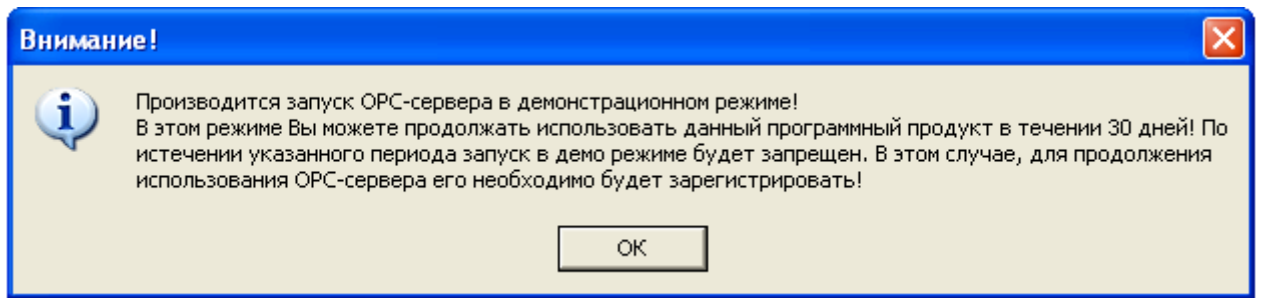 Внимание!
Производится запуск OPC-сервера в демонстрационном режиме!
В этом режиме Вы можете продолжать использовать данный программный продукт в течении 30 дней! По
истечении указанного периода запуск в демо режиме будет запрещен. В этом случае, для продолжения
использования OPC-сервера его необходимо будет зарегистрировать!
OK